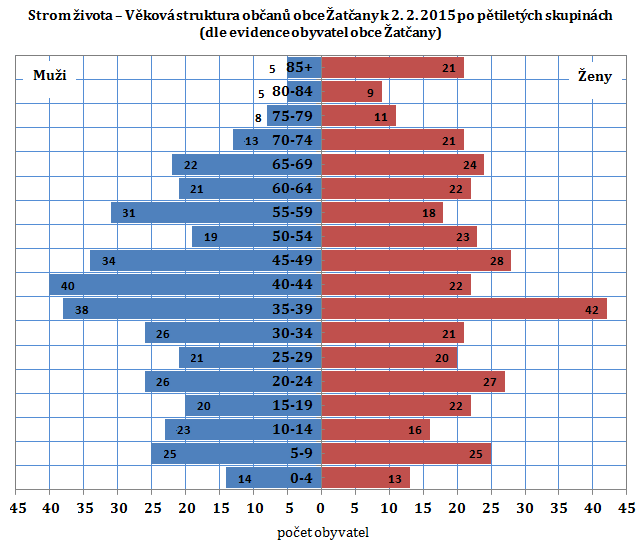 Strom života – Věková struktura občanů obce Žatčany k 2. 2. 2015 po pětiletých skupinách
(dle evidence obyvatel obce Žatčany)
Muži
Ženy
5 85+ 21
5 80-84 9
8 75-79 11
13 70-74 21
22 65-69 24
21 60-64 22
31 55-59 18
19 50-54 23
34 45-49 28
40 40-44 22
38 35-39 42
26 30-34 21
21 25-29 20
26 20-24 27
20 15-19 22
23 10-14 16
25 5-9 25
14 0-4 13
45 40 35 30 25 20 15 10 5 0 5 10 15 20 25 30 35 40 45
počet obyvatel